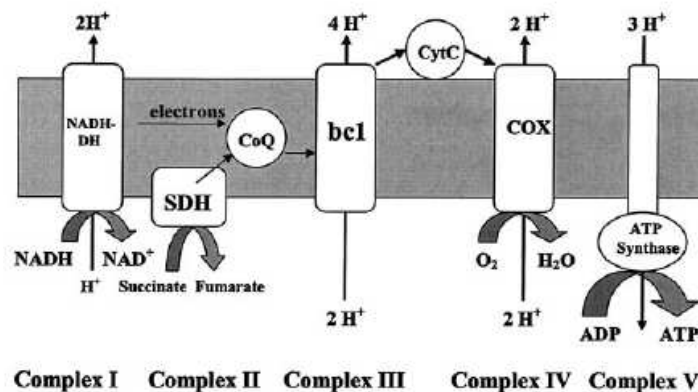 2H⁺ 4 H⁺ 2 H⁺ 3 H⁺
CytC
electrons
NADH-
DH
CoQ
bc1
COX
SDH
ATP
Synthase
NADH NAD⁺
O₂ H₂O
H⁺
Succinate Fumarate
2 H⁺ 2 H⁺
ADP ATP
Complex I Complex II Complex III Complex IV Complex V